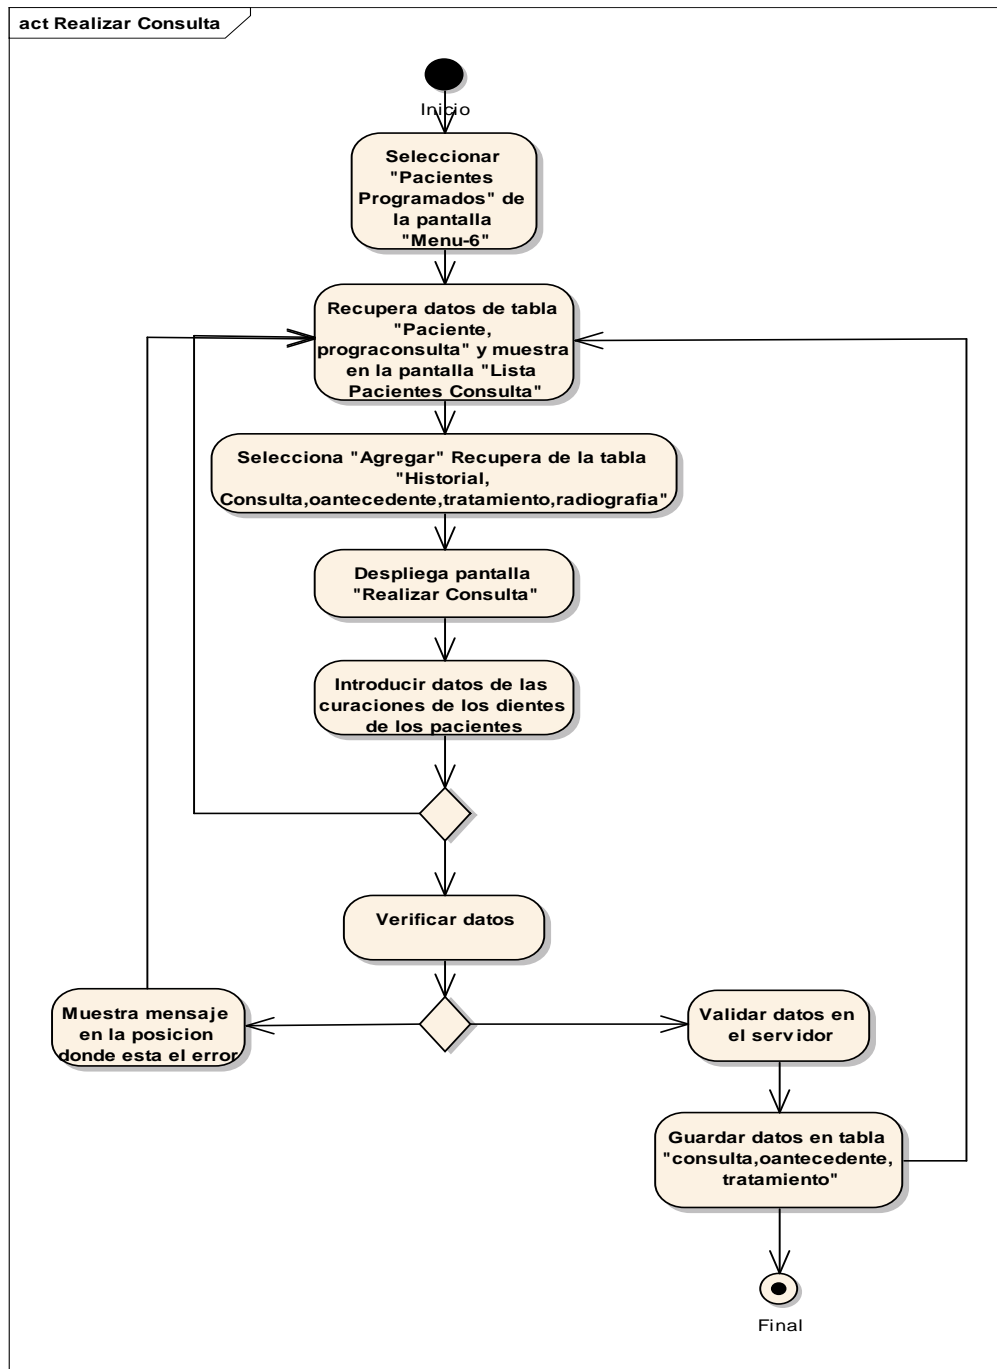 act Realizar Consulta
Inicio
Seleccionar
"Pacientes
Programados" de
la pantalla
"Menu-6"
Recupera datos de tabla
"Paciente,
prograconsulta" y muestra
en la pantalla "Lista
Pacientes Consulta"
Selecciona "Agregar" Recupera de la tabla
"Historial,
Consulta,oantecedente,tratamiento,radiografia"
Despliega pantalla
"Realizar Consulta"
Introducir datos de las
curaciones de los dientes
de los pacientes
Verificar datos
Muestra mensaje
en la posicion
donde esta el error
Validar datos en
el servidor
Guardar datos en tabla
"consulta,oantecedente,
tratamiento"
Final